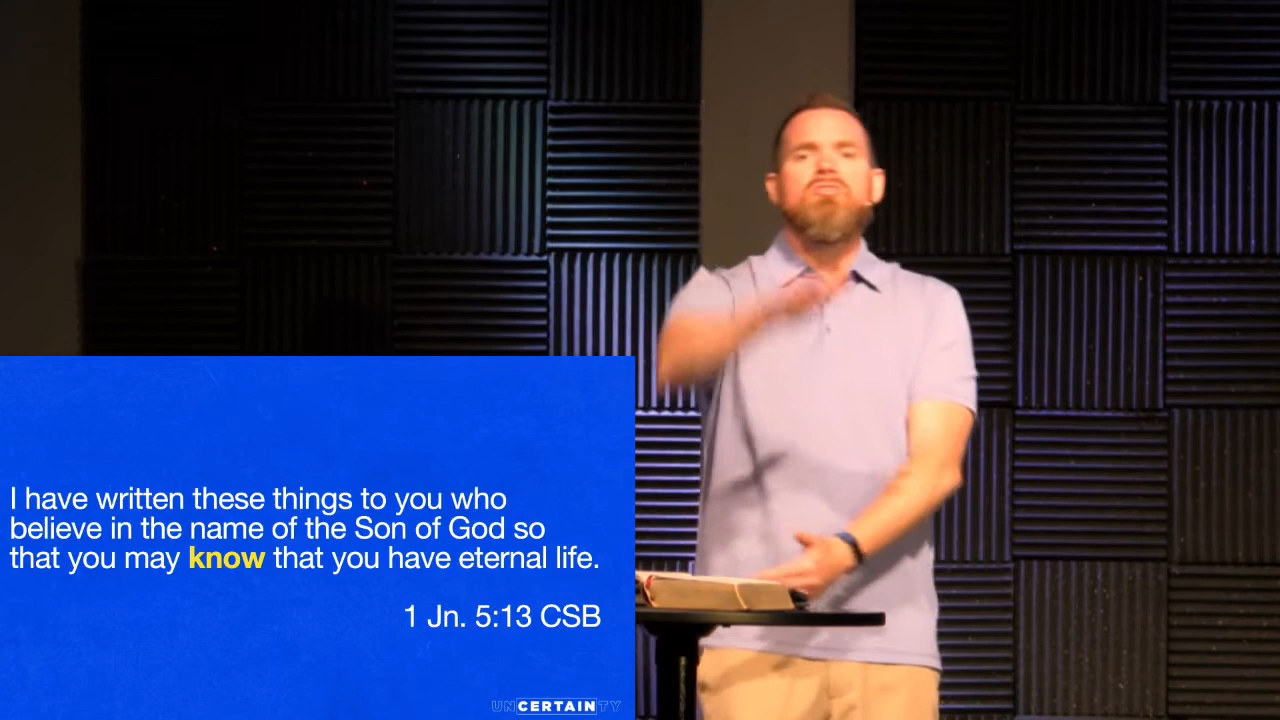 I have written these things to you who
believe in the name of the Son of God so
that you may know that you have eternal life.
1 Jn. 5:13 CSB
UNCERTAINTY